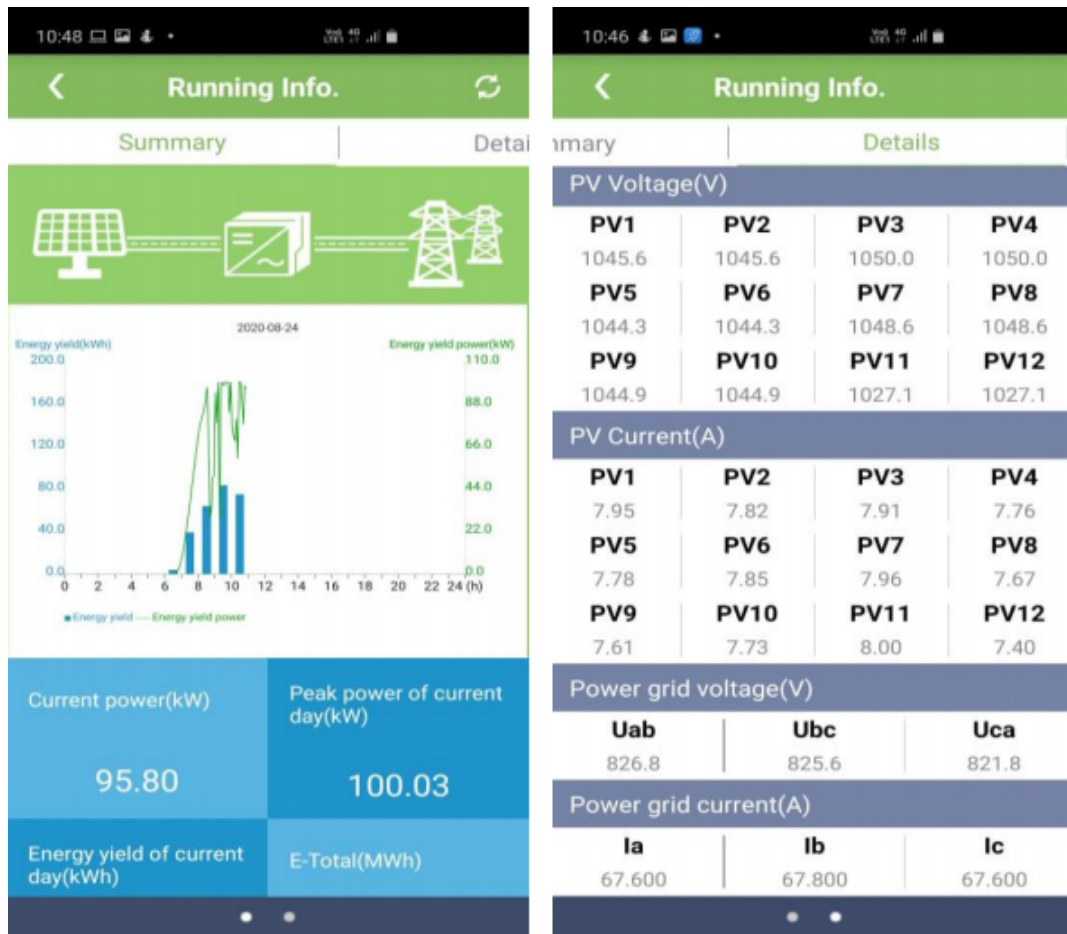 10:48
Running Info.
Summary
Detai
2020-08-24
Energy yield(kWh)
Energy yield power(kW)
200.0
110.0
160.0
88.0
120.0
66.0
80.0
44.0
40.0
22.0
0.0
0.0
0 2 4 6 8 10 12 14 16 18 20 22 24 (h)
Energy yield Energy yield power
Current power(kW)
Peak power of current
day(kW)
95.80
100.03
Energy yield of current
day(kWh)
E-Total(MWh)
10:46
Running Info.
mmary
Details
PV Voltage(V)
PV1 PV2 PV3 PV4
1045.6 1045.6 1050.0 1050.0
PV5 PV6 PV7 PV8
1044.3 1044.3 1048.6 1048.6
PV9 PV10 PV11 PV12
1044.9 1044.9 1027.1 1027.1
PV Current(A)
PV1 PV2 PV3 PV4
7.95 7.82 7.91 7.76
PV5 PV6 PV7 PV8
7.78 7.85 7.96 7.67
PV9 PV10 PV11 PV12
7.61 7.73 8.00 7.40
Power grid voltage(V)
Uab Ubc Uca
826.8 825.6 821.8
Power grid current(A)
Ia Ib Ic
67.600 67.800 67.600